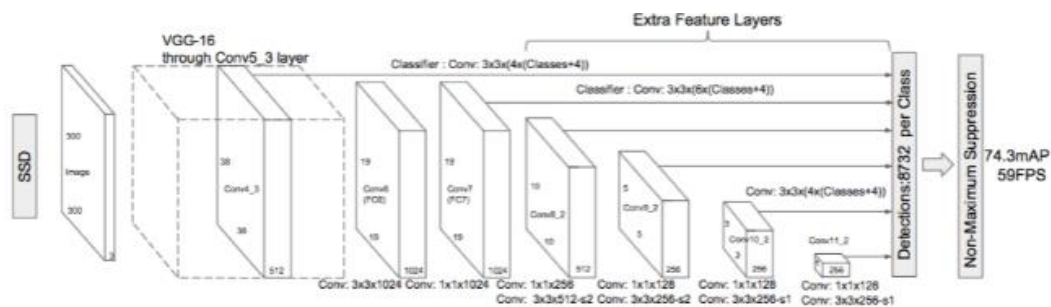 Extra Feature Layers
VGG-16
through Conv5_3 layer
Classifier : Conv: 3x3x(4x(Classes+4))
Classifier : Conv: 3x3x(6x(Classes+4))
SSD
300
Image
300
3
38
Conv4_3
38
512
19
Conv6
(FC6)
19
1024
19
Conv7
(FC7)
19
1024
10
Conv8_2
10
512
5
Conv9_2
5
256
Conv: 3x3x(4x(Classes+4))
3
Conv10_2
3
256
Conv11_2
256
Detections:8732 per Class
Non-Maximum Suppression
74.3mAP
59FPS
Conv: 3x3x1024
Conv: 1x1x1024
Conv: 1x1x256
Conv: 3x3x512-s2
Conv: 1x1x128
Conv: 3x3x256-s2
Conv: 1x1x128
Conv: 3x3x256-s1
Conv: 1x1x128
Conv: 3x3x256-s1